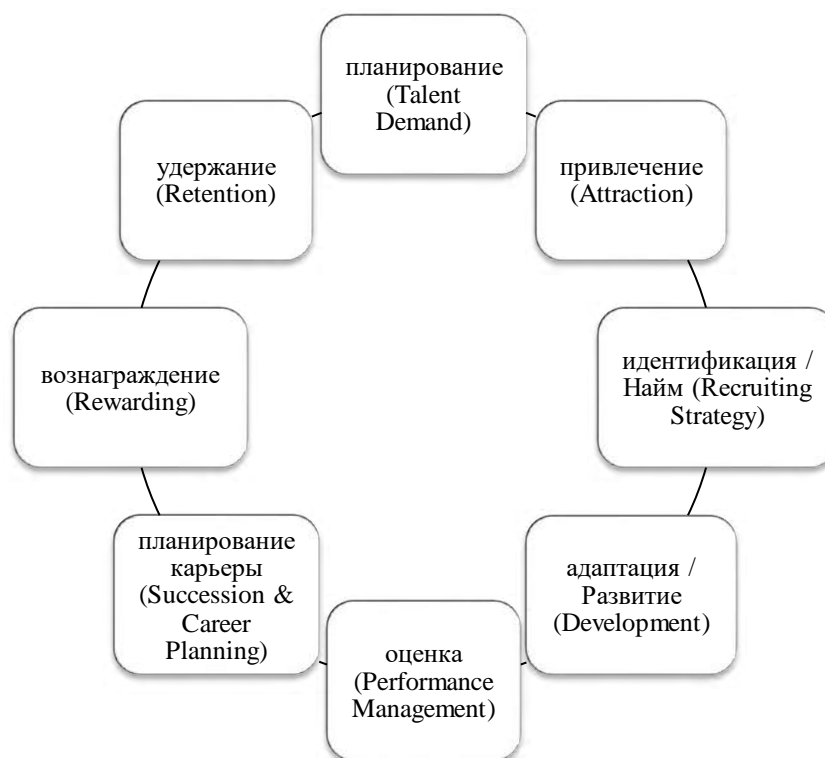 планирование
(Talent
Demand)
привлечение
(Attraction)
идентификация /
Найм (Recruiting
Strategy)
адаптация /
Развитие
(Development)
оценка
(Performance
Management)
планирование
карьеры
(Succession &
Career
Planning)
вознаграждение
(Rewarding)
удержание
(Retention)